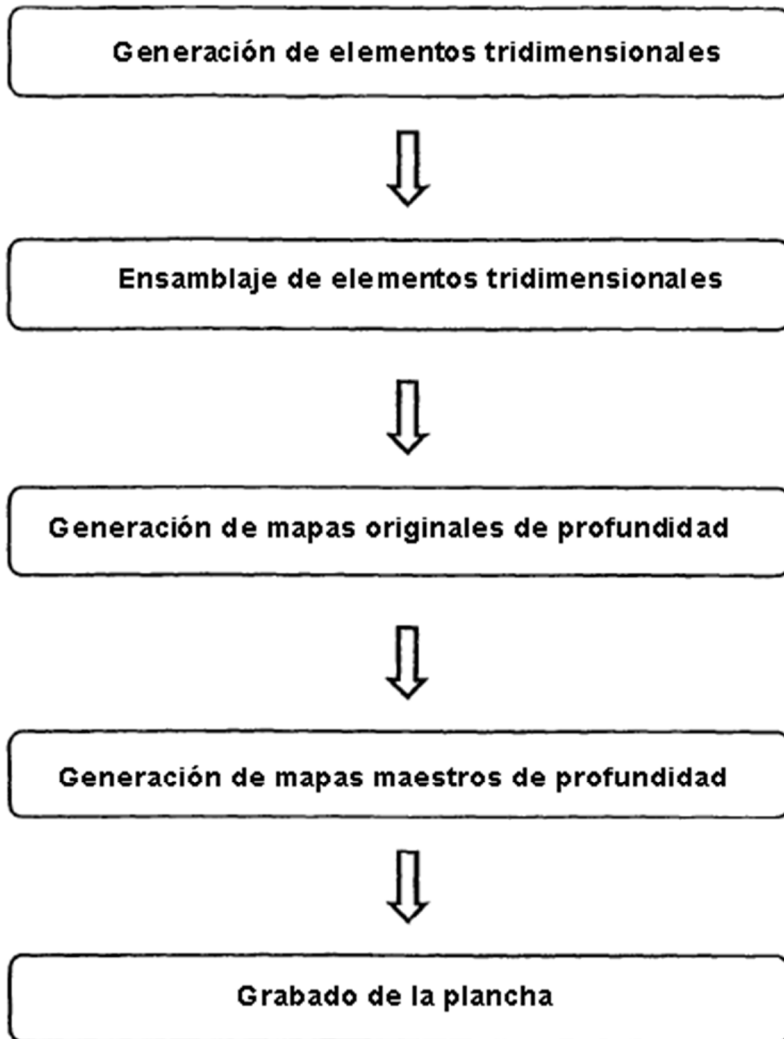 Generación de elementos tridimensionales
Ensamblaje de elementos tridimensionales
Generación de mapas originales de profundidad
Generación de mapas maestros de profundidad
Grabado de la plancha